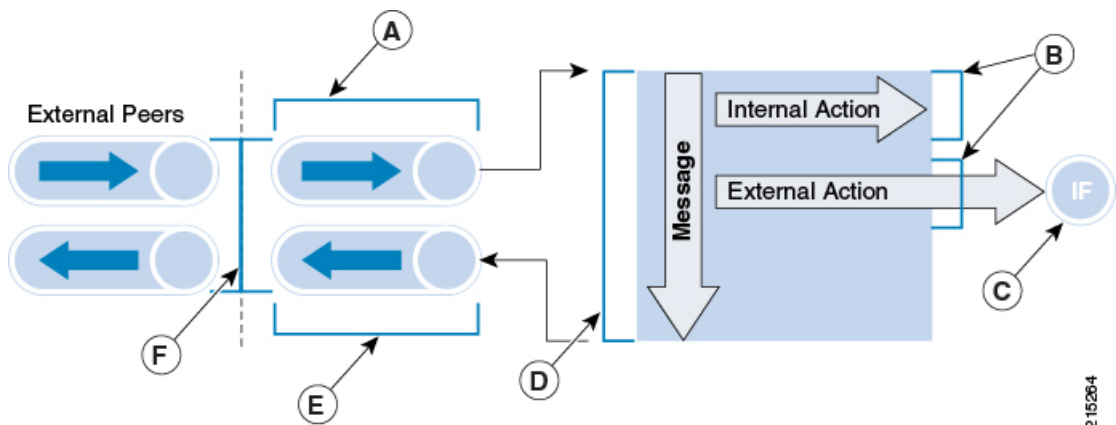 A
B
External Peers
Internal Action
Message
External Action
IF
C
F
D
E
215264